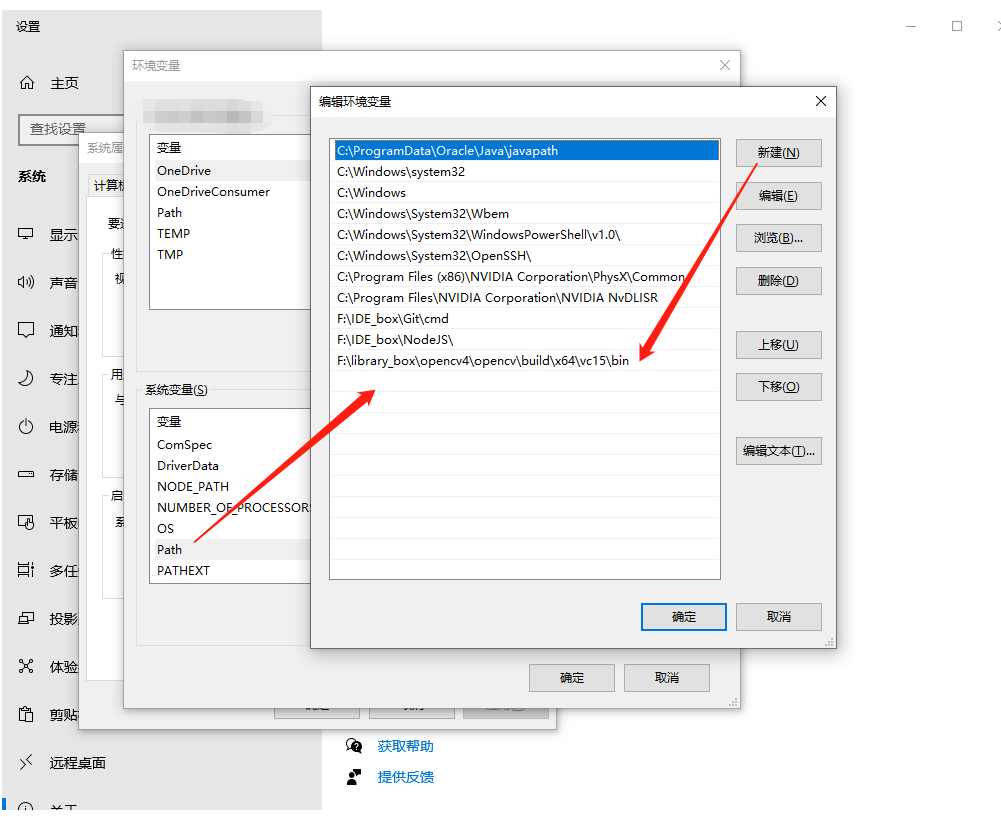 设置
主页
查找设置
系统
显示
声音
通知
专注
电源
存储
平板
多任
投影
体验
剪贴
远程桌面
关于
系统属
计算机
要
性
视
用
与
启
系
环境变量
变量
OneDrive
OneDriveConsumer
Path
TEMP
TMP
系统变量(S)
变量
ComSpec
DriverData
NODE_PATH
NUMBER_OF_PROCESSORS
OS
Path
PATHEXT
确定
取消
编辑环境变量
C:\ProgramData\Oracle\Java\javapath
C:\Windows\system32
C:\Windows
C:\Windows\System32\Wbem
C:\Windows\System32\WindowsPowerShell\v1.0\
C:\Windows\System32\OpenSSH\
C:\Program Files (x86)\NVIDIA Corporation\PhysX\Common
C:\Program Files\NVIDIA Corporation\NVIDIA NvDLISR
F:\IDE_box\Git\cmd
F:\IDE_box\NodeJS\
F:\library_box\opencv4\opencv\build\x64\vc15\bin
新建(N)
编辑(E)
浏览(B)...
删除(D)
上移(U)
下移(O)
编辑文本(T)...
确定
取消
获取帮助
提供反馈